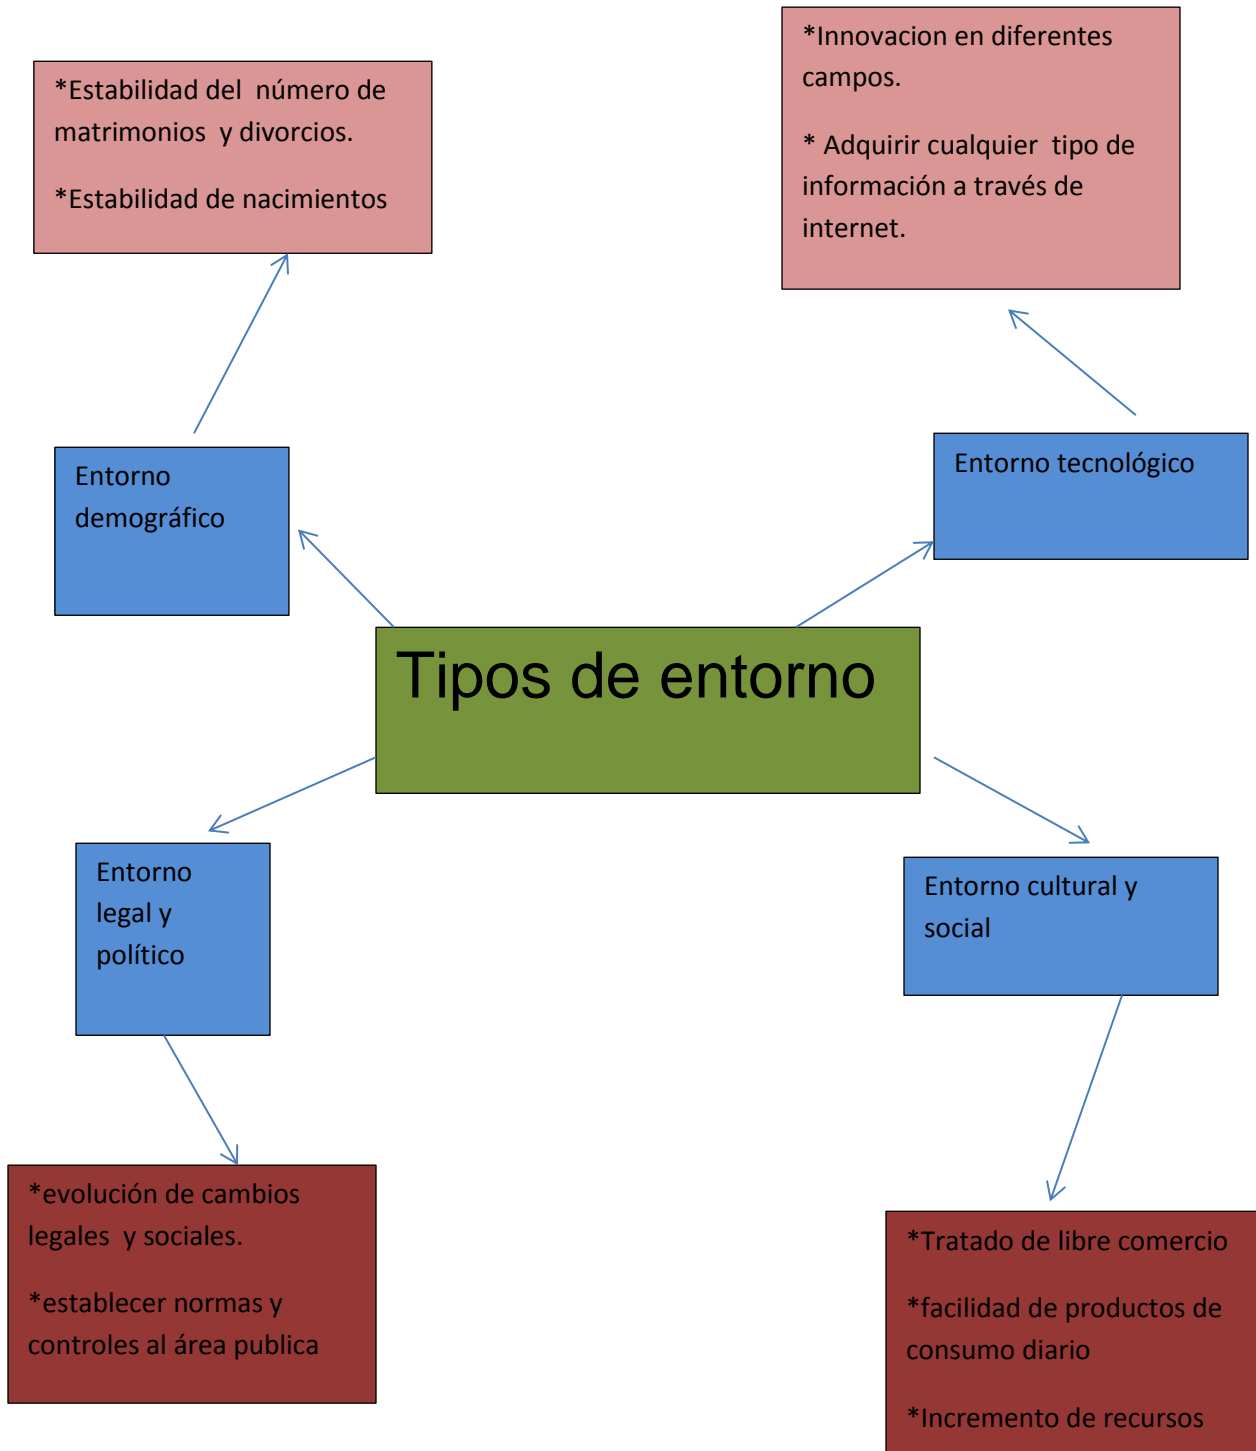 *Innovacion en diferentes
campos.
* Adquirir cualquier tipo de
información a través de
internet.
*Estabilidad del número de
matrimonios y divorcios.
*Estabilidad de nacimientos
Entorno
demográfico
Entorno tecnológico
Tipos de entorno
Entorno
legal y
político
Entorno cultural y
social
*evolución de cambios
legales y sociales.
*establecer normas y
controles al área publica
*Tratado de libre comercio
*facilidad de productos de
consumo diario
*Incremento de recursos